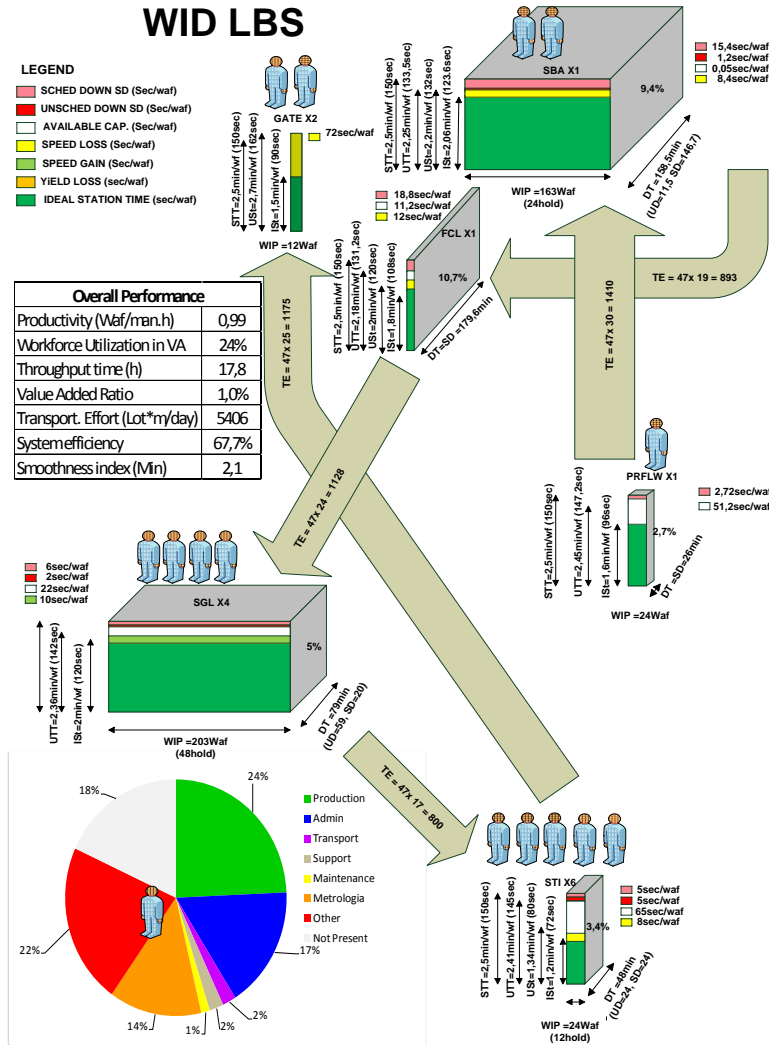 WID LBS
LEGEND
SCHED DOWN SD (Sec/waf)
UNSCHED DOWN SD (Sec/waf)
AVAILABLE CAP. (Sec/waf)
SPEED LOSS (Sec/waf)
SPEED GAIN (Sec/waf)
YiELD LOSS (sec/waf)
IDEAL STATION TIME (sec/waf)
GATE X2
72sec/waf
STT=2,5min/wf (150sec)
USt=2,7min/wf (162sec)
ISt=1,5min/wf (90sec)
WIP =12Waf
SBA X1
15,4sec/waf
1,2sec/waf
0,05sec/waf
8,4sec/waf
9,4%
STT=2,5min/wf (150sec)
UTT=2,25min/wf (133,5sec)
USt=2,2min/wf (132sec)
ISt=2,06min/wf (123.6sec)
WIP =163Waf
(24hold)
DT =158,5min
(UD=11,5 SD=146,7)
18,8sec/waf
11,2sec/waf
12sec/waf
FCL X1
10,7%
STT=2,5min/wf (150sec)
UTT=2,18min/wf (131,2sec)
USt=2min/wf (120sec)
ISt=1,8min/wf (108sec)
DT=SD =179,6min
TE = 47x 19 = 893
TE = 47x 30 = 1410
TE = 47x 25 = 1175
TE = 47x 24 = 1128
Overall Performance
Productivity (Waf/man.h) 0,99
Workforce Utilization in VA 24%
Throughput time (h) 17,8
Value Added Ratio 1,0%
Transport. Effort (Lot*m/day) 5406
System efficiency 67,7%
Smoothness index (Min) 2,1
PRFLW X1
2,72sec/waf
51,2sec/waf
2,7%
STT=2,5min/wf (150sec)
UTT=2,45min/wf (147,2sec)
ISt=1,6min/wf (96sec)
DT =SD=26min
WIP =24Waf
6sec/waf
2sec/waf
22sec/waf
10sec/waf
SGL X4
5%
UTT=2,36min/wf (142sec)
ISt=2min/wf (120sec)
DT =79min
(UD=59, SD=20)
WIP =203Waf
(48hold)
TE = 47x 17 = 800
18%
24%
17%
2%
2%
1%
14%
22%
Production
Admin
Transport
Support
Maintenance
Metrologia
Other
Not Present
STI X6
5sec/waf
5sec/waf
65sec/waf
8sec/waf
3,4%
STT=2,5min/wf (150sec)
UTT=2,41min/wf (145sec)
USt=1,34min/wf (80sec)
ISt=1,2min/wf (72sec)
DT =48min
(UD=24, SD=24)
WIP =24Waf
(12hold)